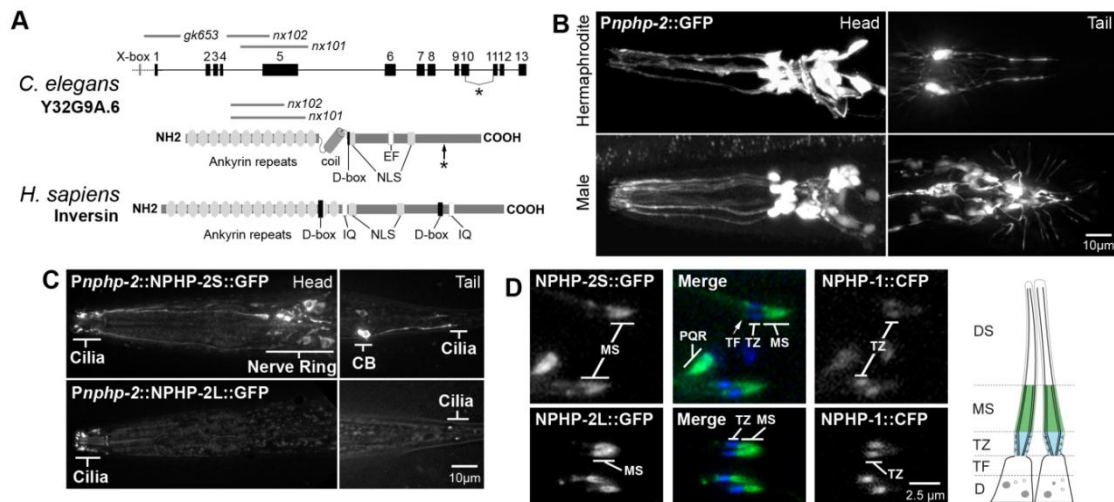 A
gk653
nx102
nx101
X-box 1 2 3 4 5 6 7 8 9 10 11 12 13
*
C. elegans
Y32G9A.6
nx102
nx101
NH2 COOH
Ankyrin repeats coil EF
D-box NLS *
H. sapiens
Inversin
NH2 COOH
Ankyrin repeats D-box IQ NLS D-box IQ
B
Pnphp-2::GFP Head Tail
Hermaphrodite
Male
10µm
C
Pnphp-2::NPHP-2S::GFP Head Tail
Cilia Nerve Ring CB Cilia
Pnphp-2::NPHP-2L::GFP
Cilia
Cilia
10µm
D
NPHP-2S::GFP Merge NPHP-1::CFP
MS PQR TF TZ MS TZ
NPHP-2L::GFP Merge NPHP-1::CFP
MS TZ MS TZ
2.5 µm
DS
MS
TZ
TF
D